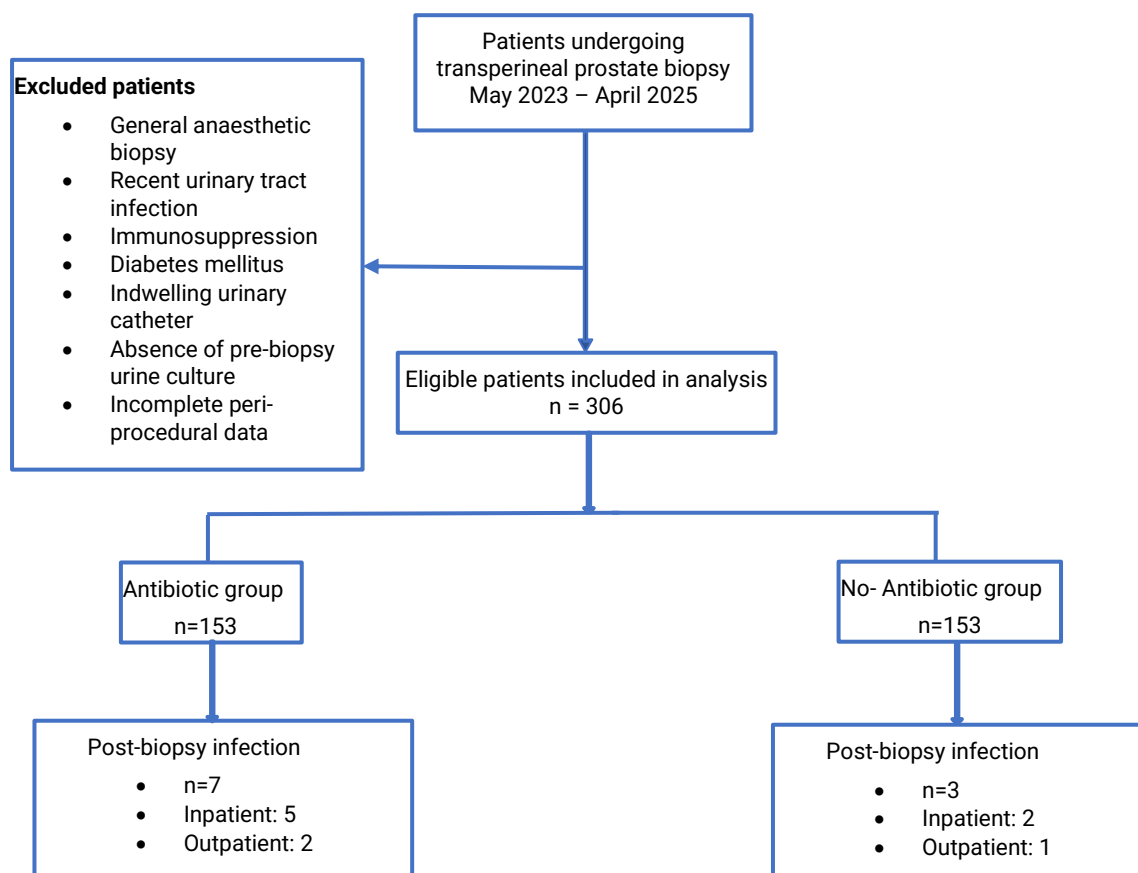 Patients undergoing
transperineal prostate biopsy
May 2023 – April 2025
Excluded patients
• General anaesthetic
biopsy
• Recent urinary tract
infection
• Immunosuppression
• Diabetes mellitus
• Indwelling urinary
catheter
• Absence of pre-biopsy
urine culture
• Incomplete peri-
procedural data
Eligible patients included in analysis
n = 306
Antibiotic group
n=153
No- Antibiotic group
n=153
Post-biopsy infection
• n=7
• Inpatient: 5
• Outpatient: 2
Post-biopsy infection
• n=3
• Inpatient: 2
• Outpatient: 1